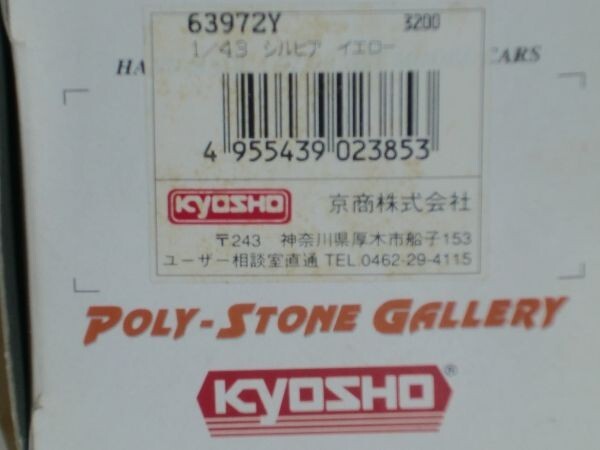 63972Y 3200
1/43 シルビア イエロー
HA CARS
4 955439 023853
KYOSHO 京商株式会社
〒243 神奈川県厚木市船子153
ユーザー相談室直通 TEL.0462-29-4115
POLY-STONE GALLERY
KYOSHO®